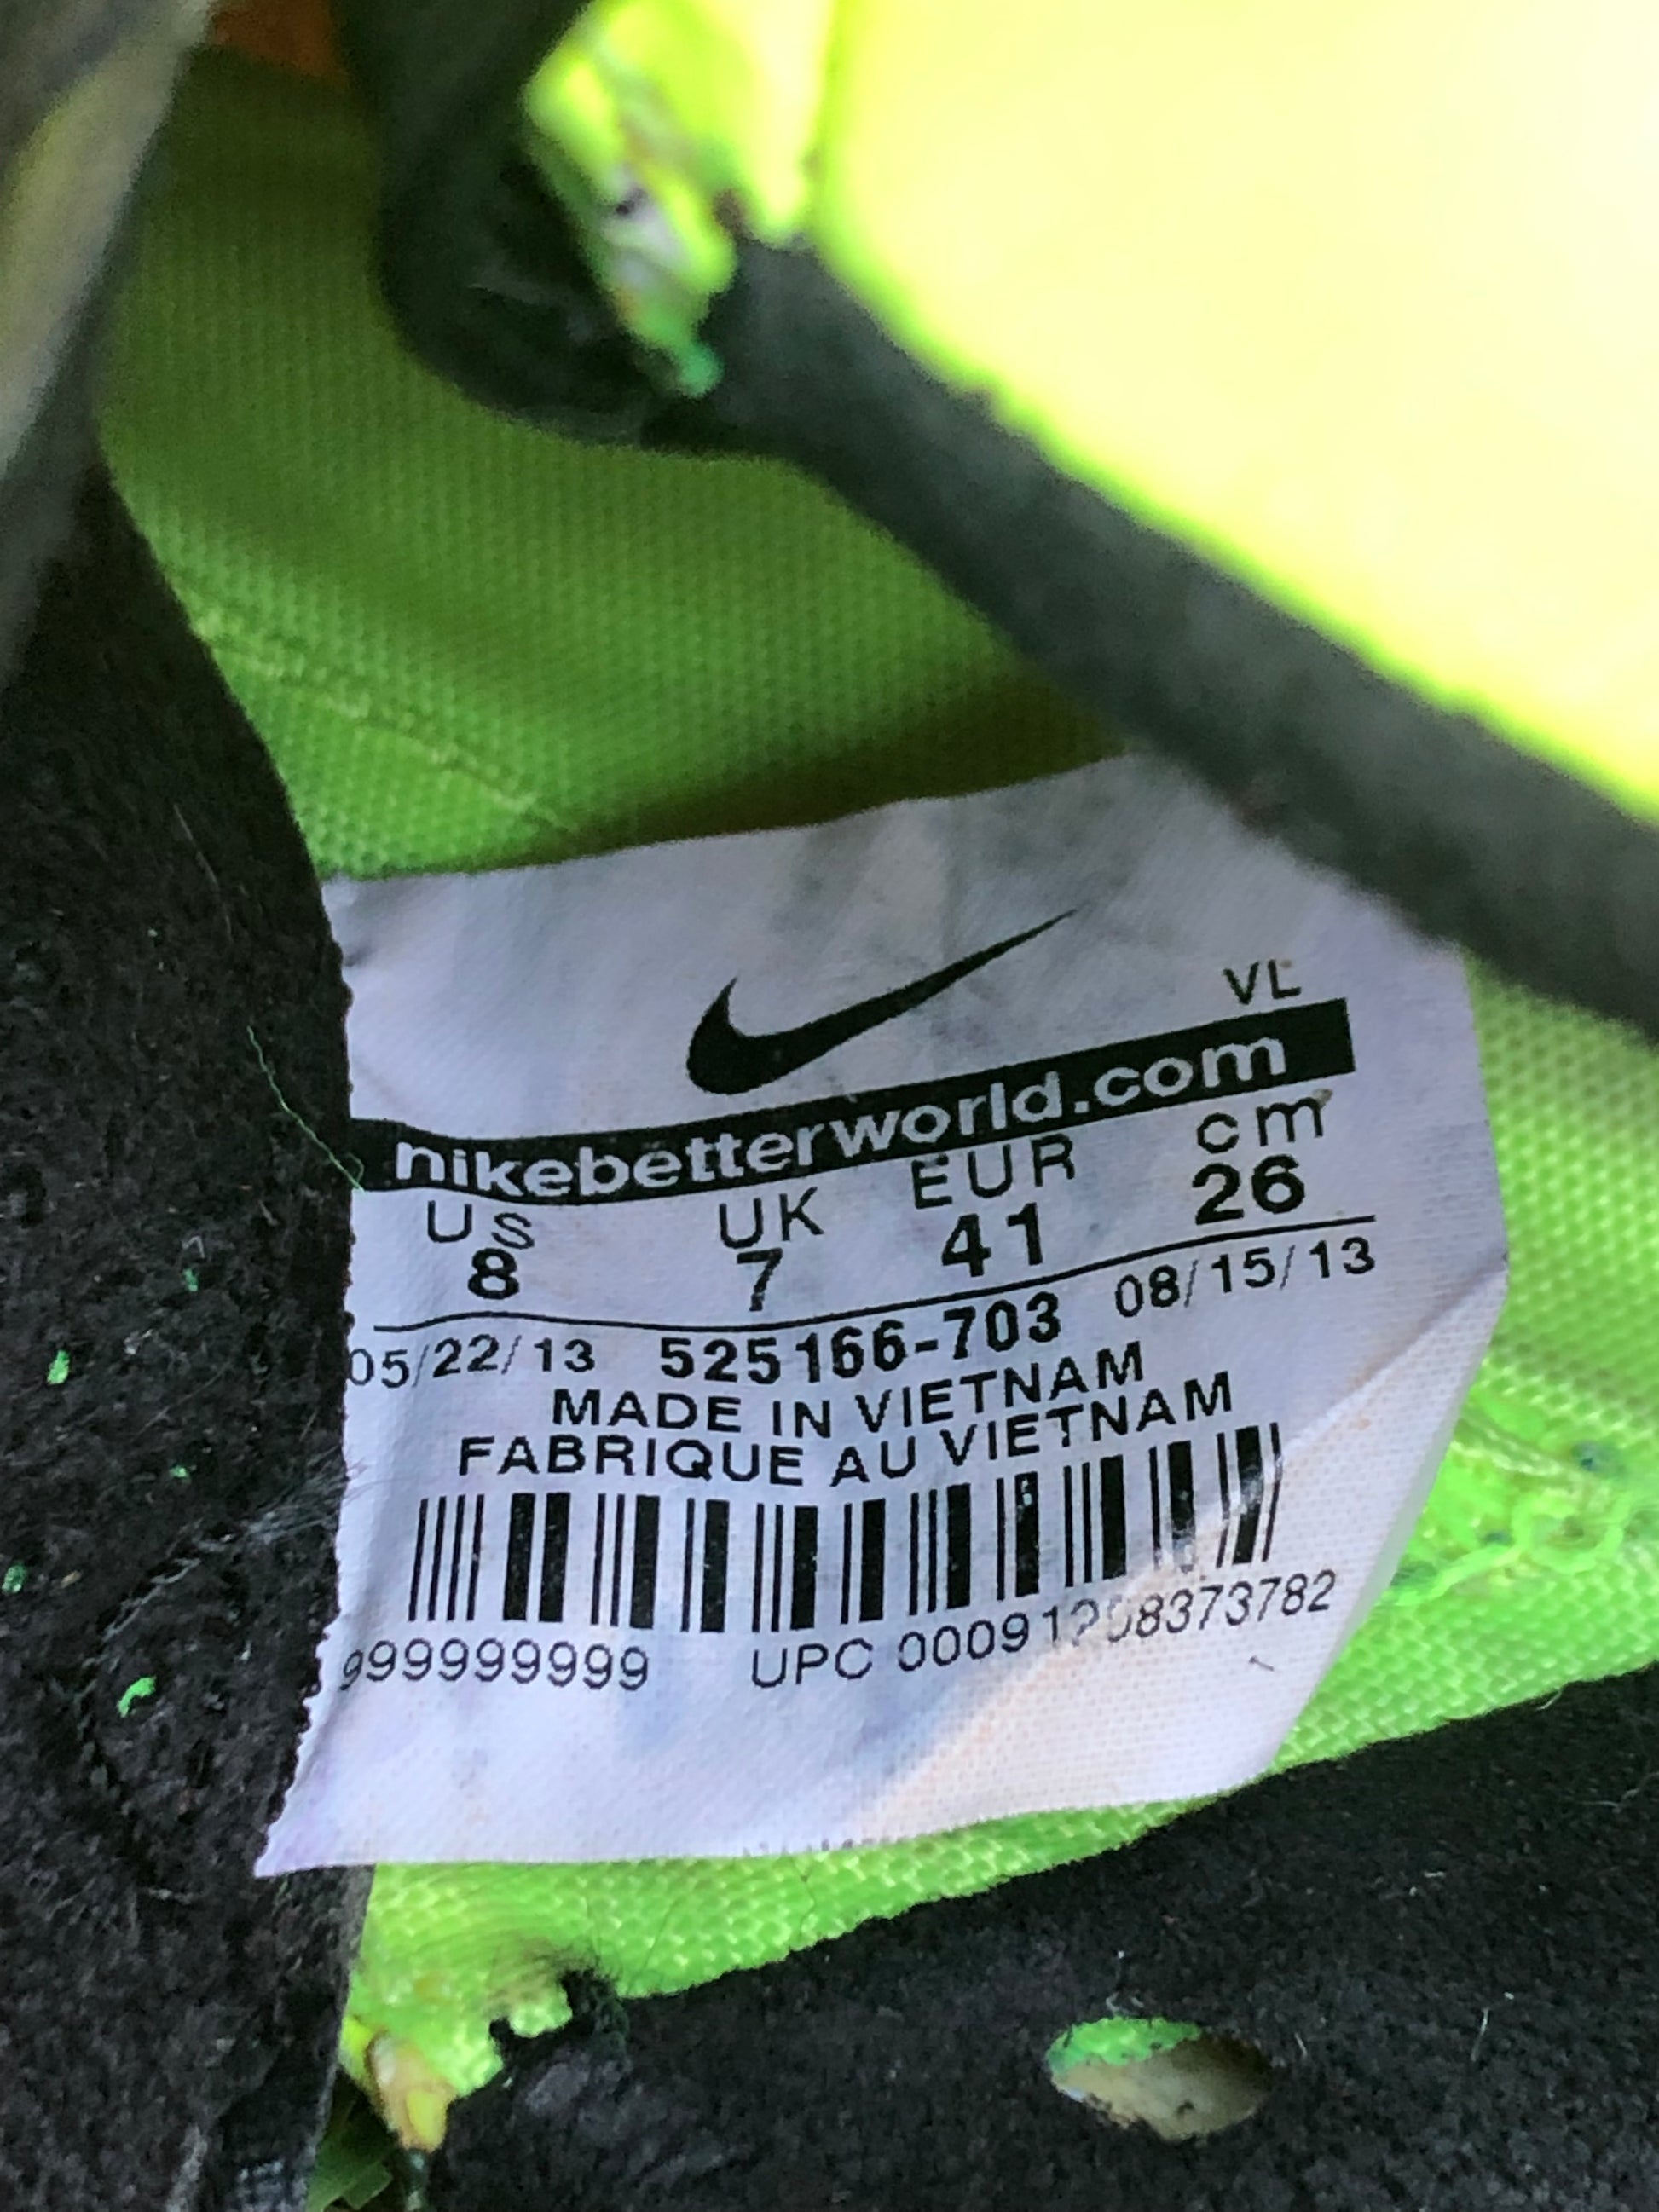 VL
nikebetterworld.com
US UK EUR cm
8 7 41 26
05/22/13 525166-703 08/15/13
MADE IN VIETNAM
FABRIQUE AU VIETNAM
9999999999 UPC